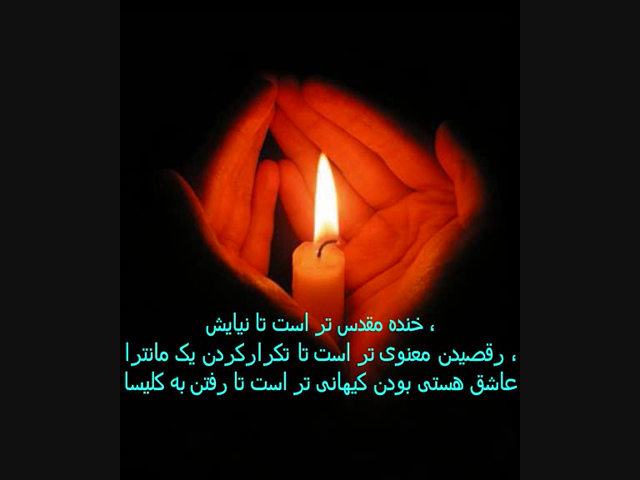 خنده مقدس تر است تا نیایش ،
رقصیدن معنوی تر است تا تکرارکردن یک مانترا ،
عاشق هستی بودن کیهانی تر است تا رفتن به کلیسا